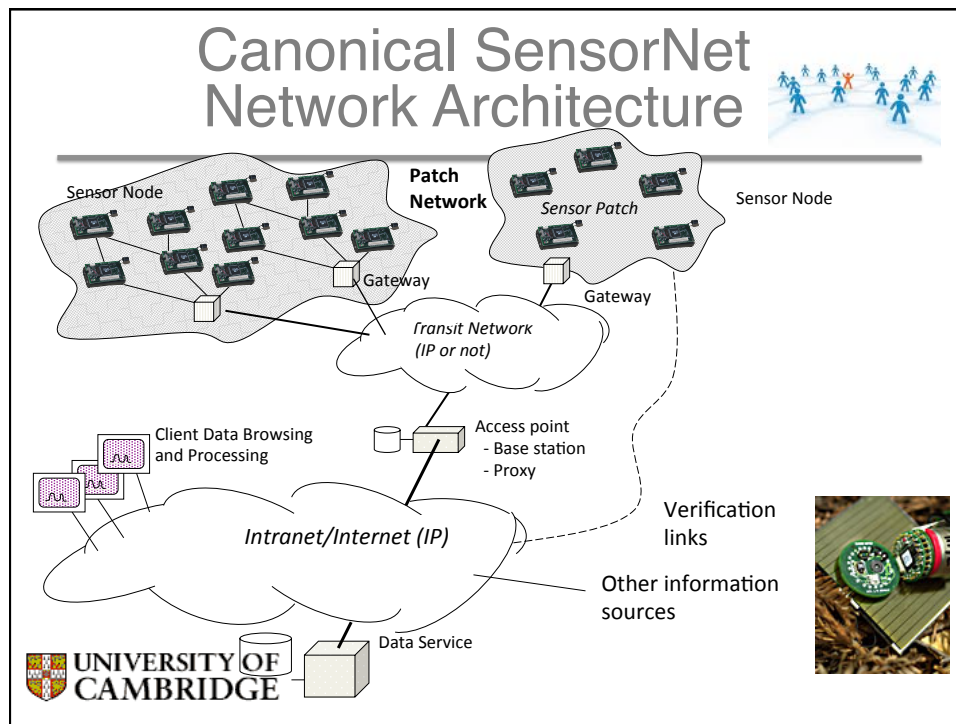 Canonical SensorNet
Network Architecture
Sensor Node
Patch
Network
Sensor Patch
Sensor Node
Gateway
Gateway
Transit Network
(IP or not)
Client Data Browsing
and Processing
Access point
- Base station
- Proxy
Intranet/Internet (IP)
Verification
links
Other information
sources
Data Service
UNIVERSITY OF
CAMBRIDGE